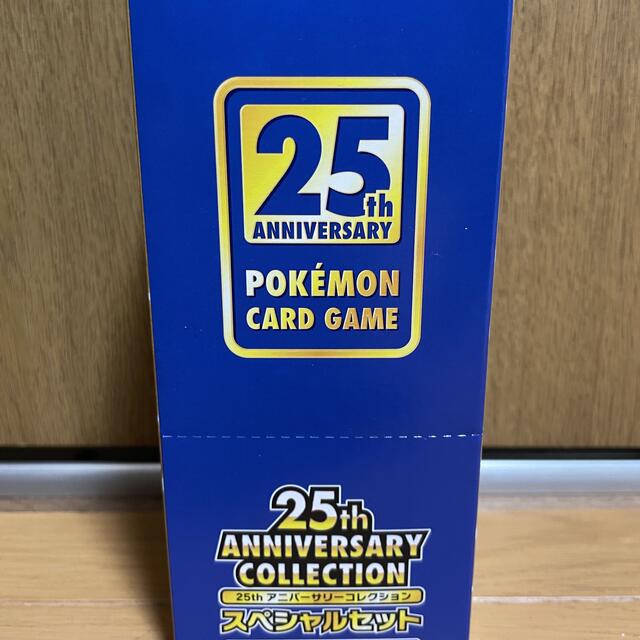 25th
ANNIVERSARY
POKÉMON
CARD GAME
25th
ANNIVERSARY
COLLECTION
25th アニバーサリーコレクション
スペシャルセット